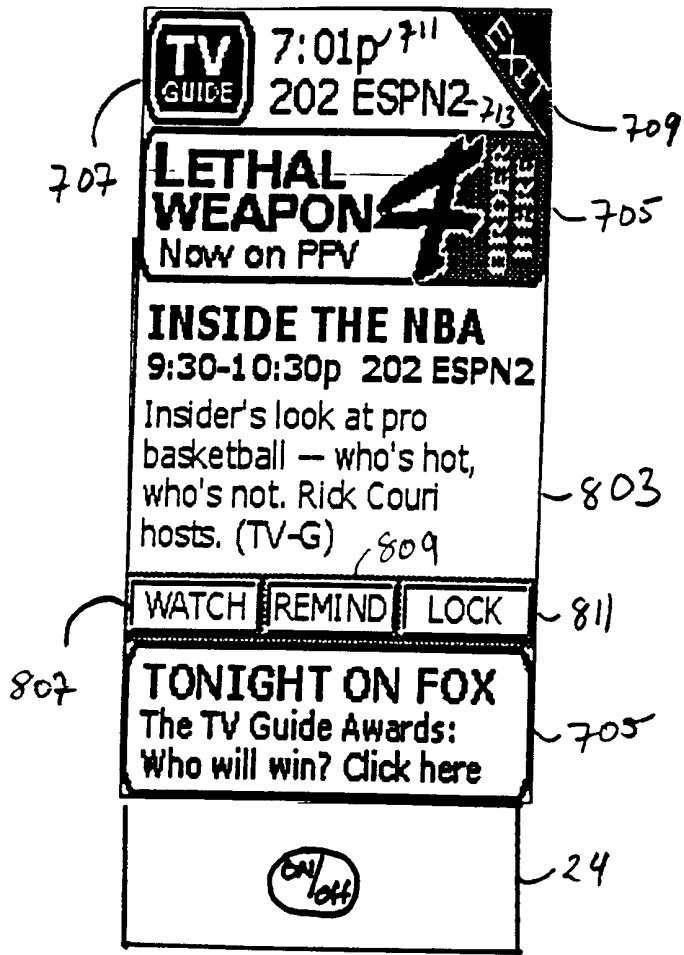 TV GUIDE
7:01p 711
202 ESPN2 713
EXIT
709
707
LETHAL
WEAPON 4
Now on PPV
ORDER
HERE
705
INSIDE THE NBA
9:30-10:30p 202 ESPN2
Insider's look at pro
basketball — who's hot,
who's not. Rick Couri
hosts. (TV-G)
803
809
WATCH REMIND LOCK
811
807
TONIGHT ON FOX
The TV Guide Awards:
Who will win? Click here
705
ON/OFF
24